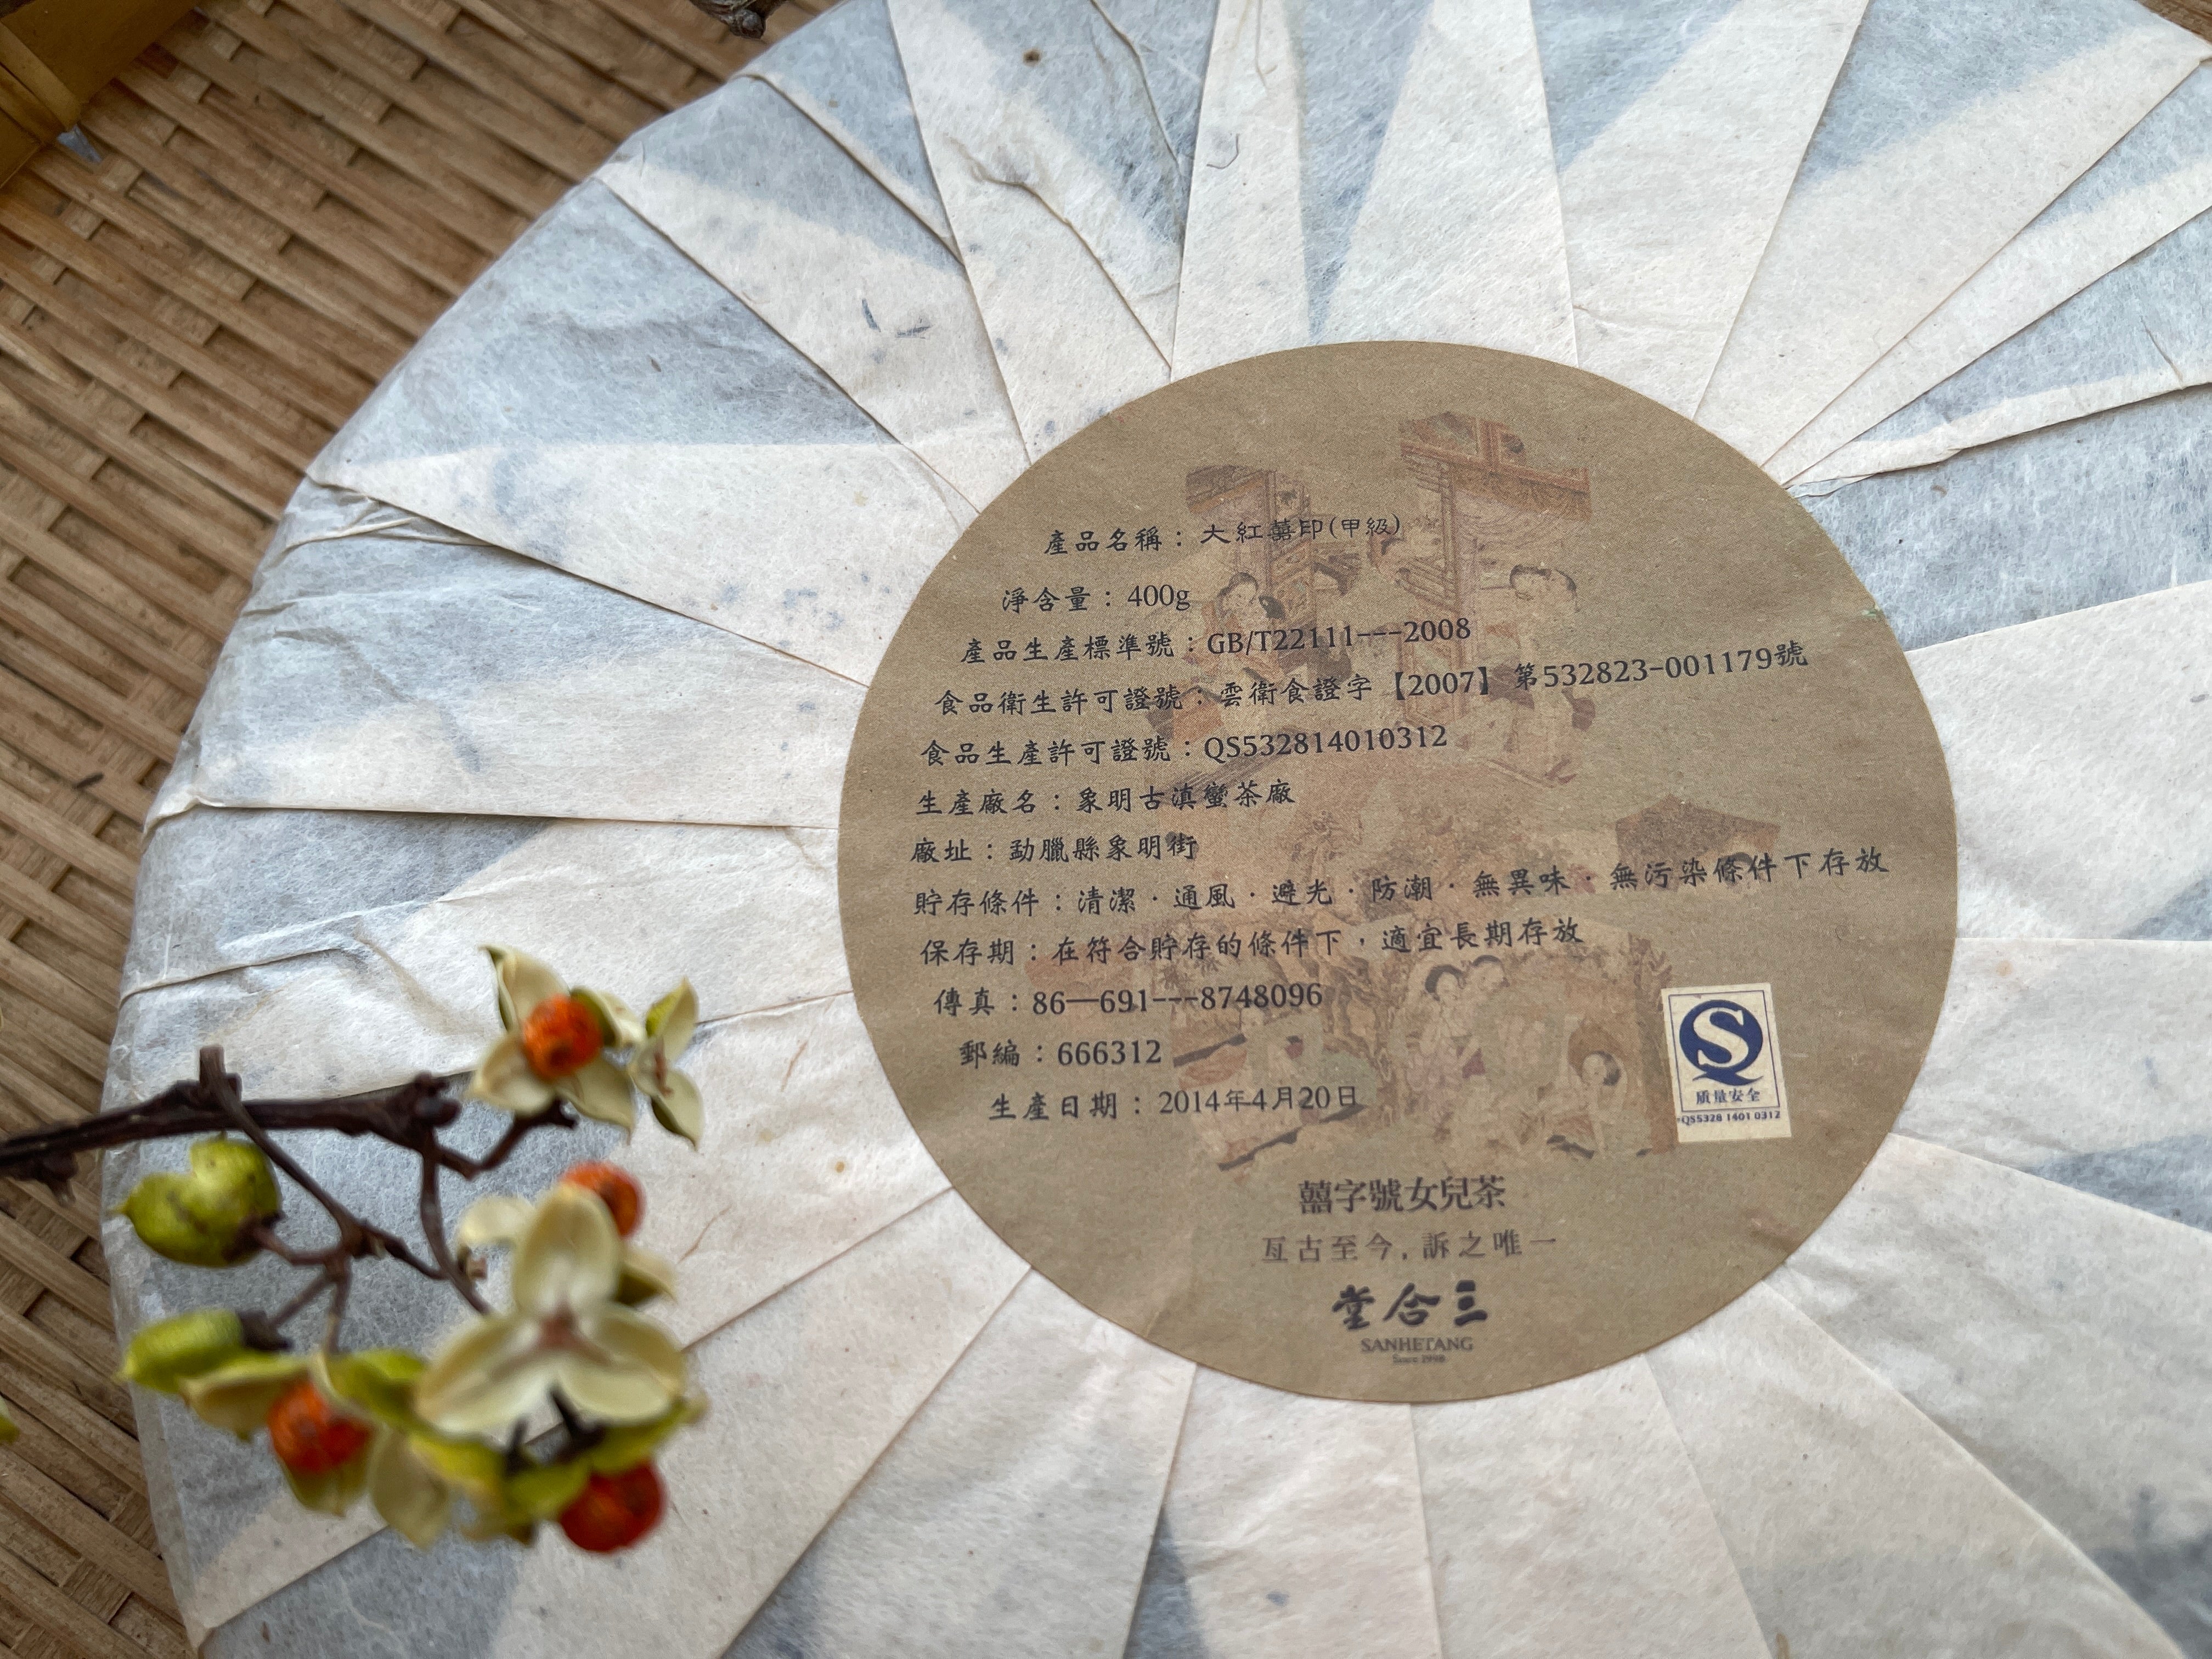 產品名稱：大紅囍印(甲級)
淨含量：400g
產品生產標準號：GB/T22111---2008
食品衛生許可證號：雲衛食證字【2007】第532823-001179號
食品生產許可證號：QS532814010312
生產廠名：象明古滇蠻茶廠
廠址：勐臘縣象明街
貯存條件：清潔·通風·避光·防潮·無異味·無污染條件下存放
保存期：在符合貯存的條件下，適宜長期存放
傳真：86—691---8748096
郵編：666312
生產日期：2014年4月20日
质量安全
QS5328 1401 0312
囍字號女兒茶
亙古至今,訴之唯一
三合堂
SANHETANG
Since 1998